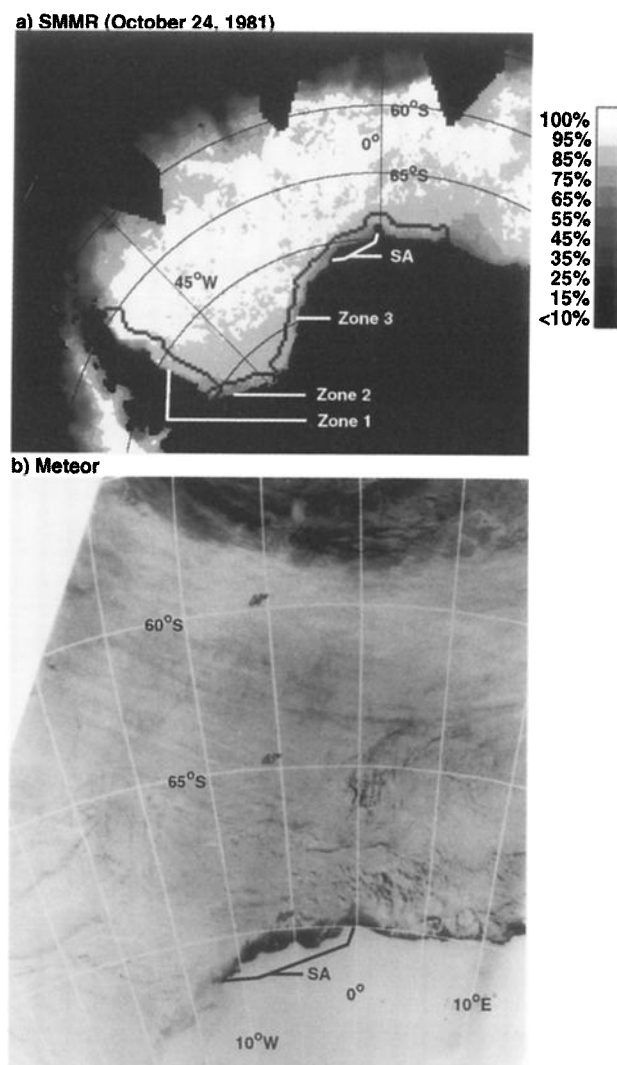 a) SMMR (October 24, 1981)
60°S
0°
65°S
SA
45°W
Zone 3
Zone 2
Zone 1
100%
95%
85%
75%
65%
55%
45%
35%
25%
15%
<10%
b) Meteor
60°S
65°S
SA
0°
10°E
10°W